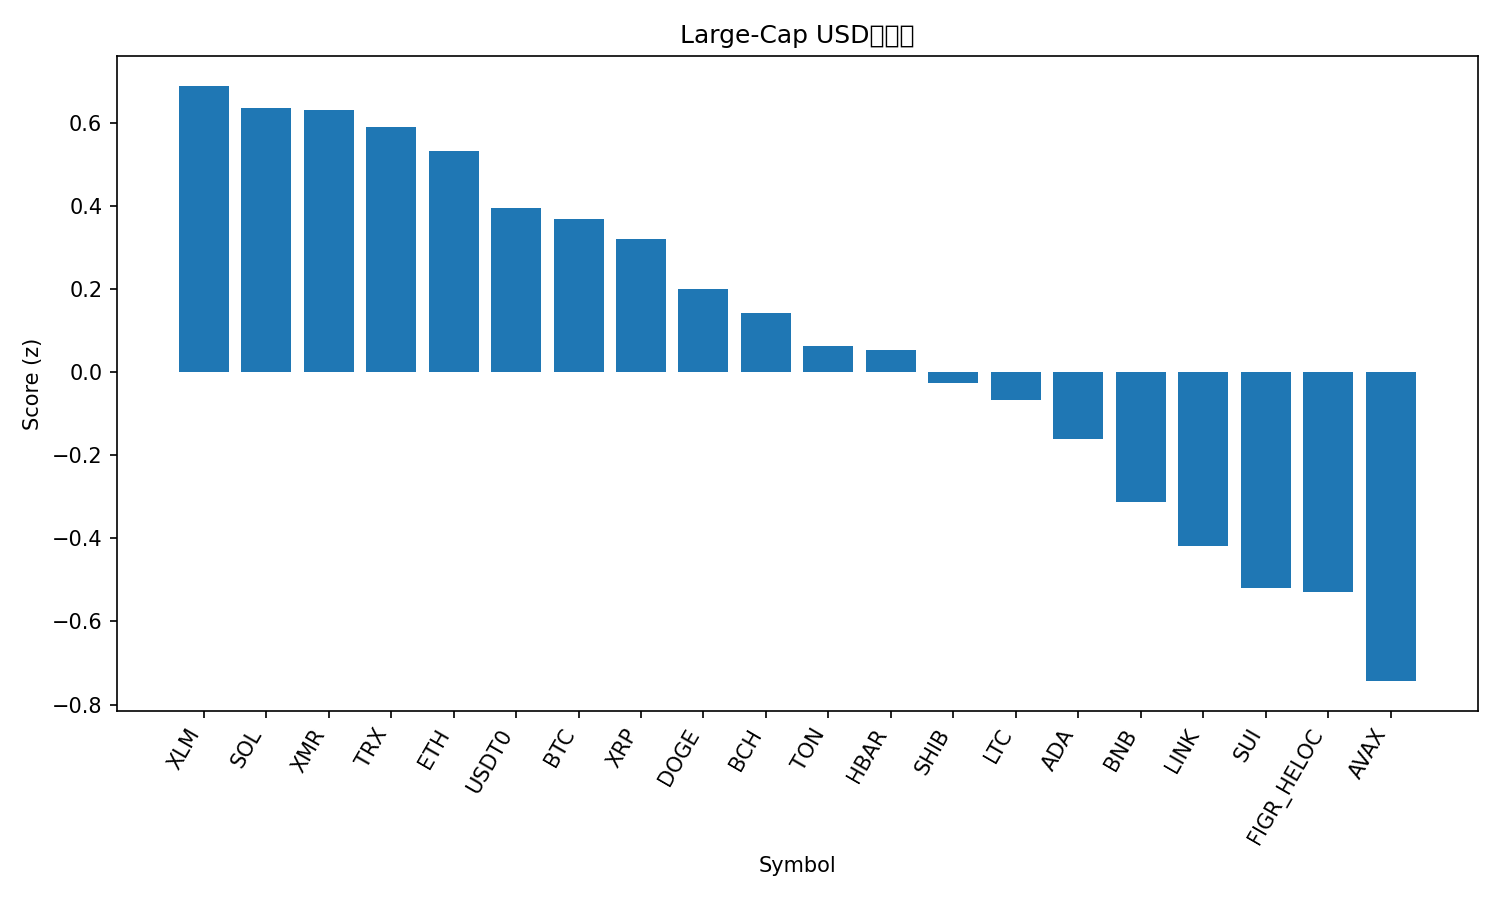 Large-Cap USD
0.6
0.4
0.2
0.0
−0.2
−0.4
−0.6
−0.8
Score (z)
XLM
SOL
XMR
TRX
ETH
USDT0
BTC
XRP
DOGE
BCH
TON
HBAR
SHIB
LTC
ADA
BNB
LINK
SUI
FIGR_HELOC
AVAX
Symbol